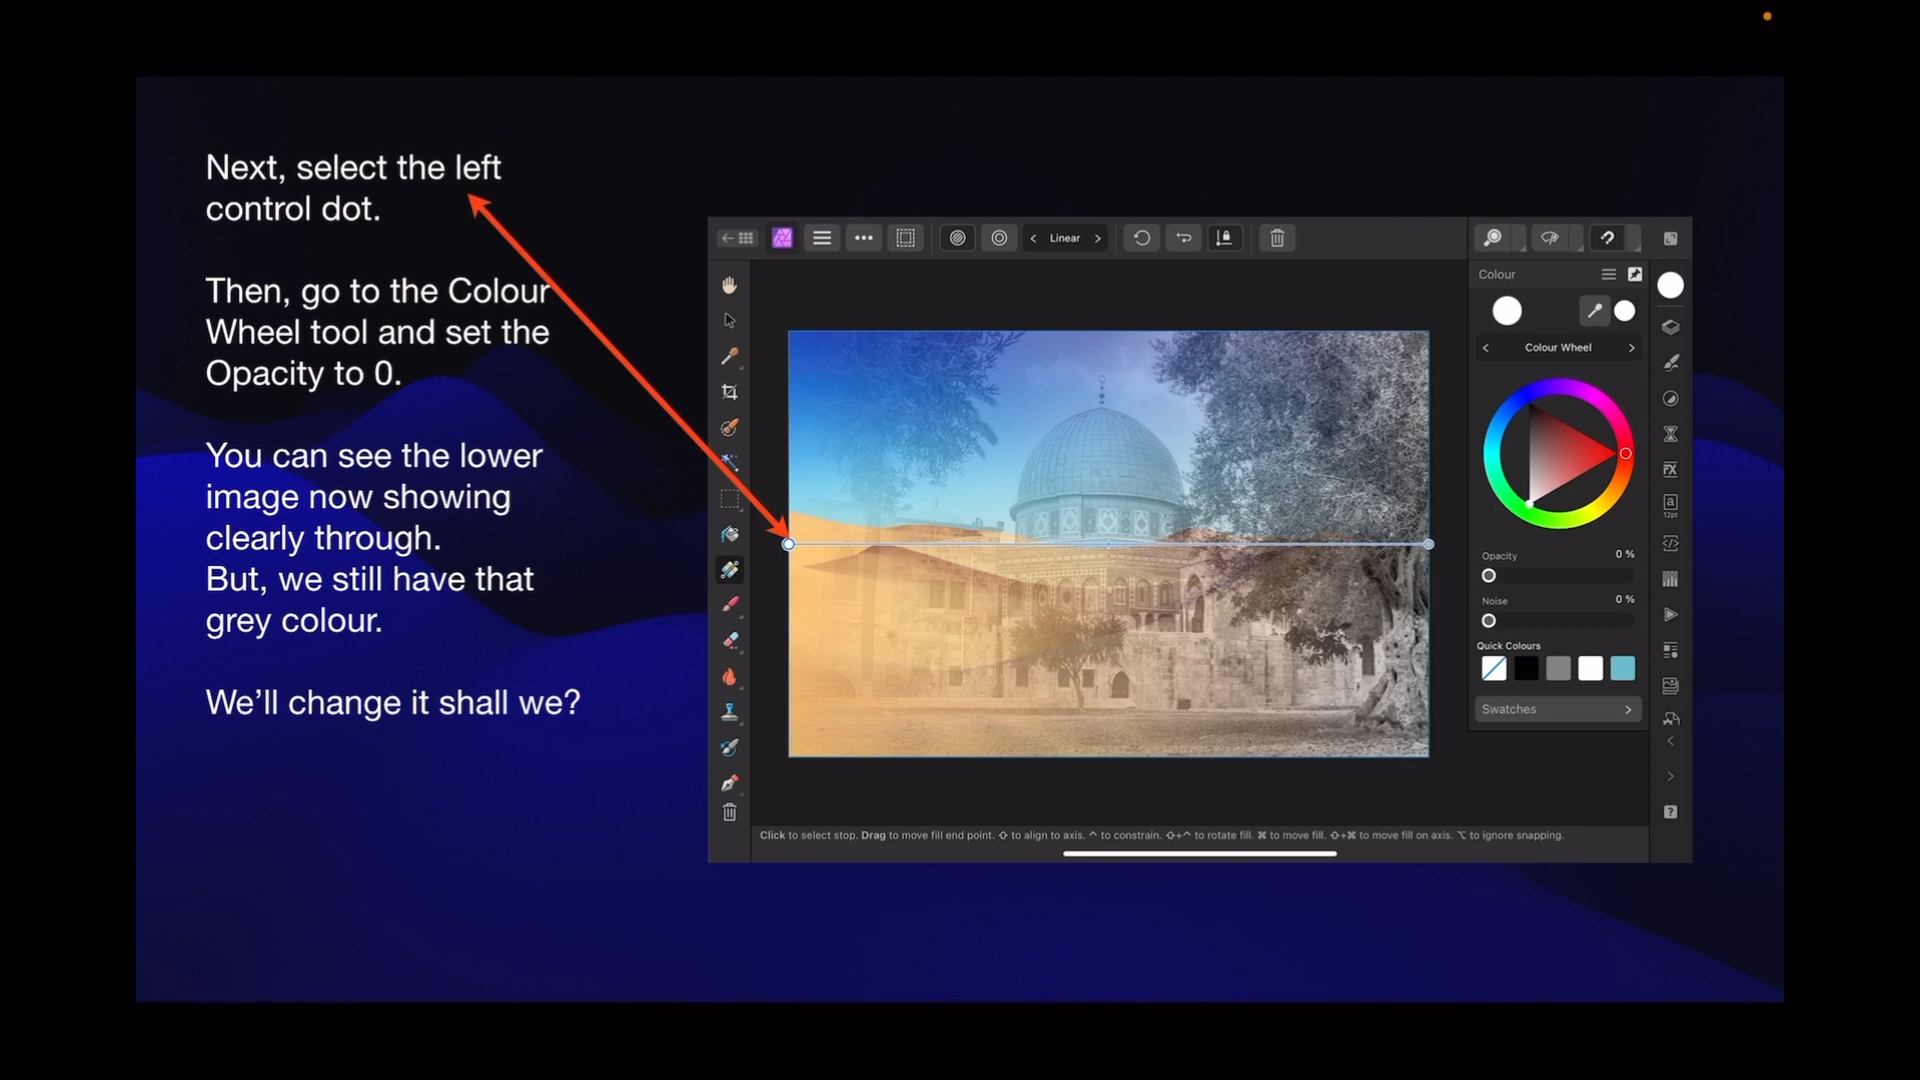 Next, select the left
control dot.
Then, go to the Colour
Wheel tool and set the
Opacity to 0.
You can see the lower
image now showing
clearly through.
But, we still have that
grey colour.
We’ll change it shall we?
Linear
Colour
Colour Wheel
Opacity 0 %
Noise 0 %
Quick Colours
Swatches
a
12pt
FX
?
Click to select stop. Drag to move fill end point. ⇧ to align to axis. ^ to constrain. ⇧+^ to rotate fill. ⌘ to move fill. ⇧+⌘ to move fill on axis. ⌥ to ignore snapping.